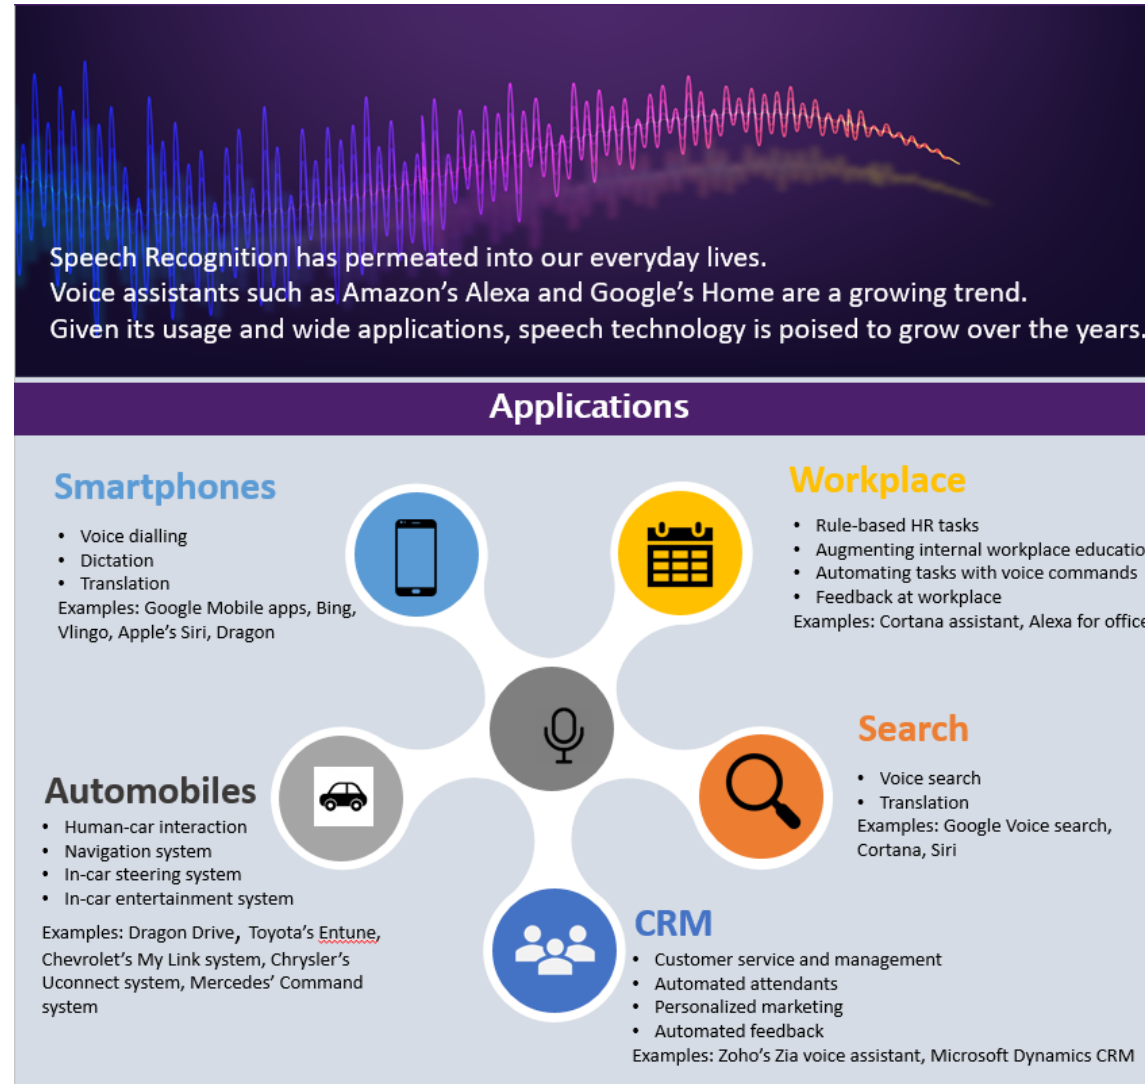 Speech Recognition has permeated into our everyday lives.
Voice assistants such as Amazon's Alexa and Google's Home are a growing trend.
Given its usage and wide applications, speech technology is poised to grow over the years.
Applications
Smartphones
• Voice dialling
• Dictation
• Translation
Examples: Google Mobile apps, Bing,
Vlingo, Apple's Siri, Dragon
Workplace
• Rule-based HR tasks
• Augmenting internal workplace educatio
• Automating tasks with voice commands
• Feedback at workplace
Examples: Cortana assistant, Alexa for office
Search
• Voice search
• Translation
Examples: Google Voice search,
Cortana, Siri
Automobiles
• Human-car interaction
• Navigation system
• In-car steering system
• In-car entertainment system
Examples: Dragon Drive, Toyota's Entune,
Chevrolet's My Link system, Chrysler's
Uconnect system, Mercedes' Command
system
CRM
• Customer service and management
• Automated attendants
• Personalized marketing
• Automated feedback
Examples: Zoho's Zia voice assistant, Microsoft Dynamics CRM